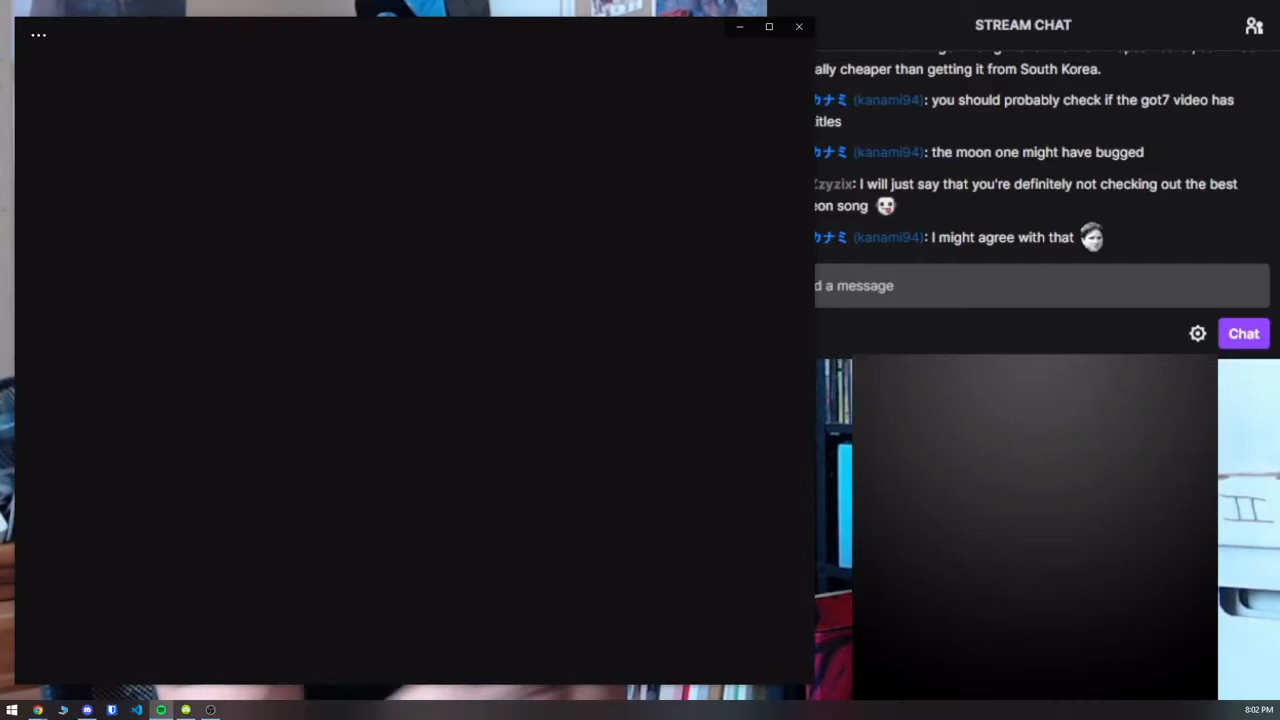 STREAM CHAT
ally cheaper than getting it from South Korea.
カナミ (kanami94): you should probably check if the got7 video has
titles
カナミ (kanami94): the moon one might have bugged
Zzyzix: I will just say that you're definitely not checking out the best
eon song
カナミ (kanami94): I might agree with that
d a message
Chat
8:02 PM